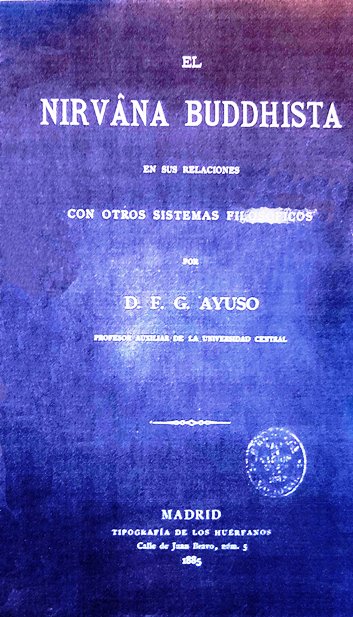 EL
NIRVÂNA BUDDHISTA
EN SUS RELACIONES
CON OTROS SISTEMAS FILOSÓFICOS
POR
D. F. G. AYUSO
PROFESOR AUXILIAR DE LA UNIVERSIDAD CENTRAL
MADRID
TIPOGRAFÍA DE LOS HUÉRFANOS
Calle de Juan Bravo, núm. 5
1885